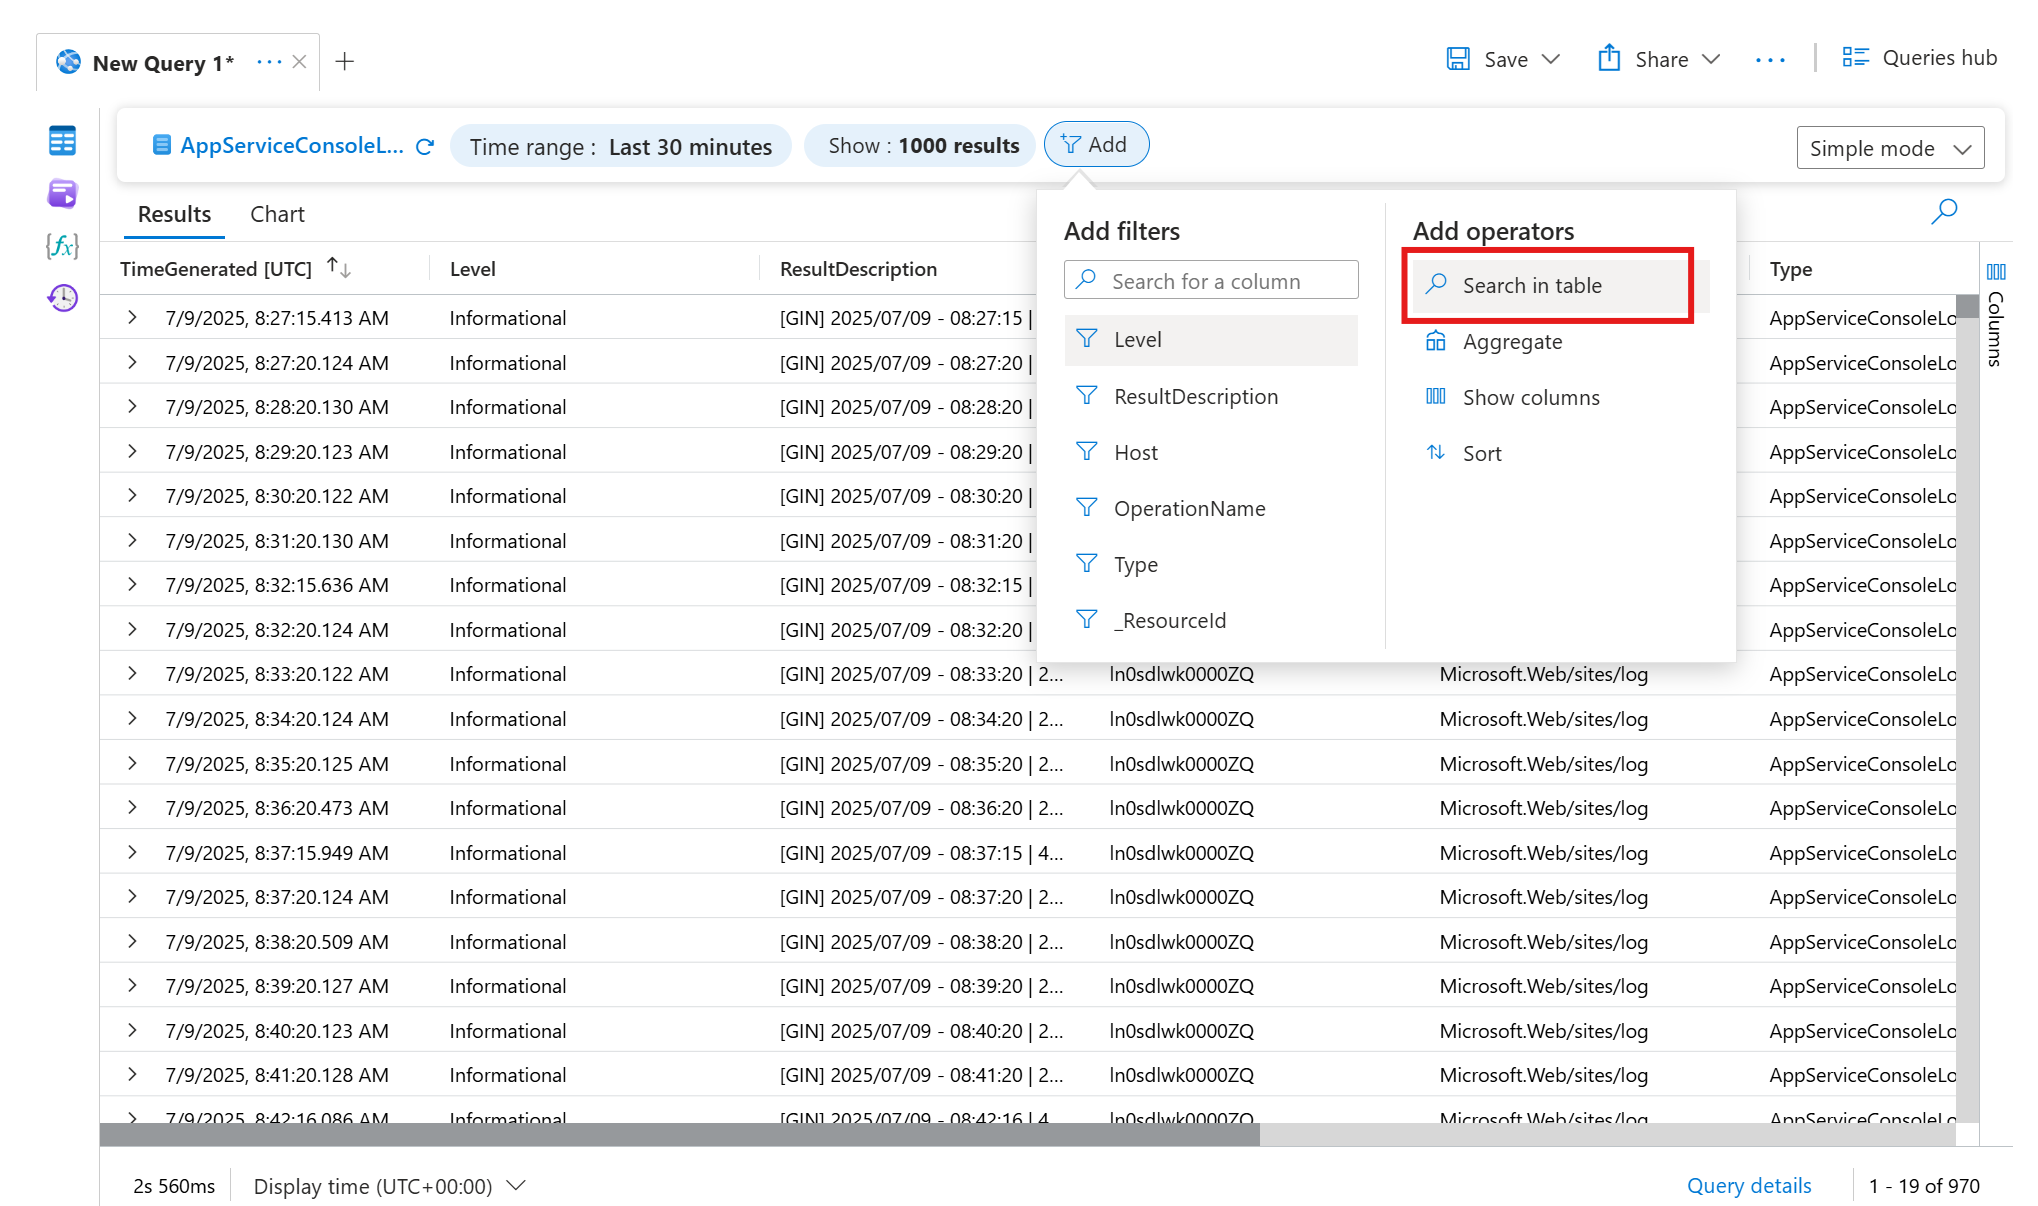 New Query 1* ··· +
Save Share ··· Queries hub
AppServiceConsoleL... Time range : Last 30 minutes Show : 1000 results Add Simple mode
Results Chart
Add filters
Search for a column
Level
ResultDescription
Host
OperationName
Type
_ResourceId
Add operators
Search in table
Aggregate
Show columns
Sort
TimeGenerated [UTC] Level ResultDescription Type
Columns
7/9/2025, 8:27:15.413 AM Informational [GIN] 2025/07/09 - 08:27:15 | AppServiceConsoleLo
7/9/2025, 8:27:20.124 AM Informational [GIN] 2025/07/09 - 08:27:20 | AppServiceConsoleLo
7/9/2025, 8:28:20.130 AM Informational [GIN] 2025/07/09 - 08:28:20 | AppServiceConsoleLo
7/9/2025, 8:29:20.123 AM Informational [GIN] 2025/07/09 - 08:29:20 | AppServiceConsoleLo
7/9/2025, 8:30:20.122 AM Informational [GIN] 2025/07/09 - 08:30:20 | AppServiceConsoleLo
7/9/2025, 8:31:20.130 AM Informational [GIN] 2025/07/09 - 08:31:20 | AppServiceConsoleLo
7/9/2025, 8:32:15.636 AM Informational [GIN] 2025/07/09 - 08:32:15 | AppServiceConsoleLo
7/9/2025, 8:32:20.124 AM Informational [GIN] 2025/07/09 - 08:32:20 | AppServiceConsoleLo
7/9/2025, 8:33:20.122 AM Informational [GIN] 2025/07/09 - 08:33:20 | 2... ln0sdlwk0000ZQ Microsoft.Web/sites/log AppServiceConsoleLo
7/9/2025, 8:34:20.124 AM Informational [GIN] 2025/07/09 - 08:34:20 | 2... ln0sdlwk0000ZQ Microsoft.Web/sites/log AppServiceConsoleLo
7/9/2025, 8:35:20.125 AM Informational [GIN] 2025/07/09 - 08:35:20 | 2... ln0sdlwk0000ZQ Microsoft.Web/sites/log AppServiceConsoleLo
7/9/2025, 8:36:20.473 AM Informational [GIN] 2025/07/09 - 08:36:20 | 2... ln0sdlwk0000ZQ Microsoft.Web/sites/log AppServiceConsoleLo
7/9/2025, 8:37:15.949 AM Informational [GIN] 2025/07/09 - 08:37:15 | 4... ln0sdlwk0000ZQ Microsoft.Web/sites/log AppServiceConsoleLo
7/9/2025, 8:37:20.124 AM Informational [GIN] 2025/07/09 - 08:37:20 | 2... ln0sdlwk0000ZQ Microsoft.Web/sites/log AppServiceConsoleLo
7/9/2025, 8:38:20.509 AM Informational [GIN] 2025/07/09 - 08:38:20 | 2... ln0sdlwk0000ZQ Microsoft.Web/sites/log AppServiceConsoleLo
7/9/2025, 8:39:20.127 AM Informational [GIN] 2025/07/09 - 08:39:20 | 2... ln0sdlwk0000ZQ Microsoft.Web/sites/log AppServiceConsoleLo
7/9/2025, 8:40:20.123 AM Informational [GIN] 2025/07/09 - 08:40:20 | 2... ln0sdlwk0000ZQ Microsoft.Web/sites/log AppServiceConsoleLo
7/9/2025, 8:41:20.128 AM Informational [GIN] 2025/07/09 - 08:41:20 | 2... ln0sdlwk0000ZQ Microsoft.Web/sites/log AppServiceConsoleLo
7/9/2025, 8:42:16.086 AM Informational [GIN] 2025/07/09 - 08:42:16 | 4... ln0sdlwk0000ZQ Microsoft.Web/sites/log AppServiceConsoleLo
2s 560ms Display time (UTC+00:00) Query details 1 - 19 of 970